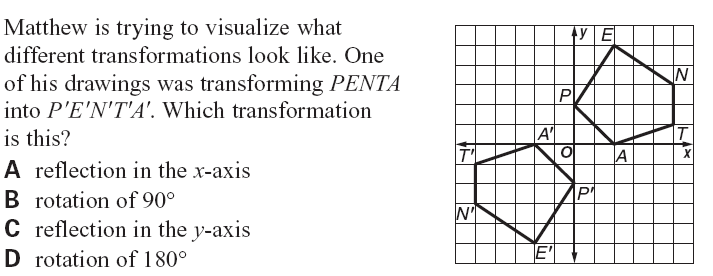 Matthew is trying to visualize what
different transformations look like. One
of his drawings was transforming PENTA
into P'E'N'T'A'. Which transformation
is this?
A reflection in the x-axis
B rotation of 90°
C reflection in the y-axis
D rotation of 180°
y E
N
P
A' T
T' O A x
P'
N'
E'